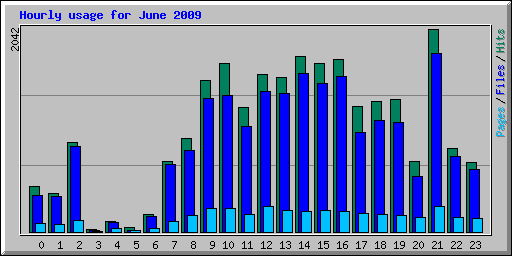 Hourly usage for June 2009
2042
Pages/Files/Hits
0 1 2 3 4 5 6 7 8 9 10 11 12 13 14 15 16 17 18 19 20 21 22 23